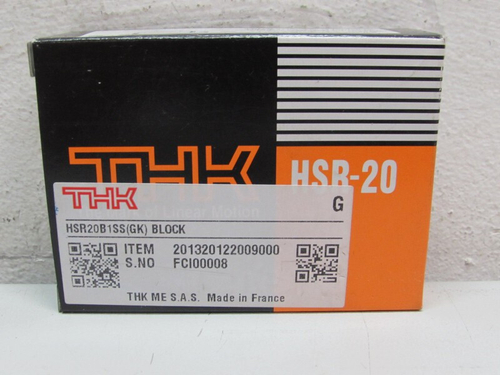 THK
HSR-20
THK
G
HSR20B1SS(GK) BLOCK
ITEM 201320122009000
S.NO FCI00008
THK ME S.A.S. Made in France